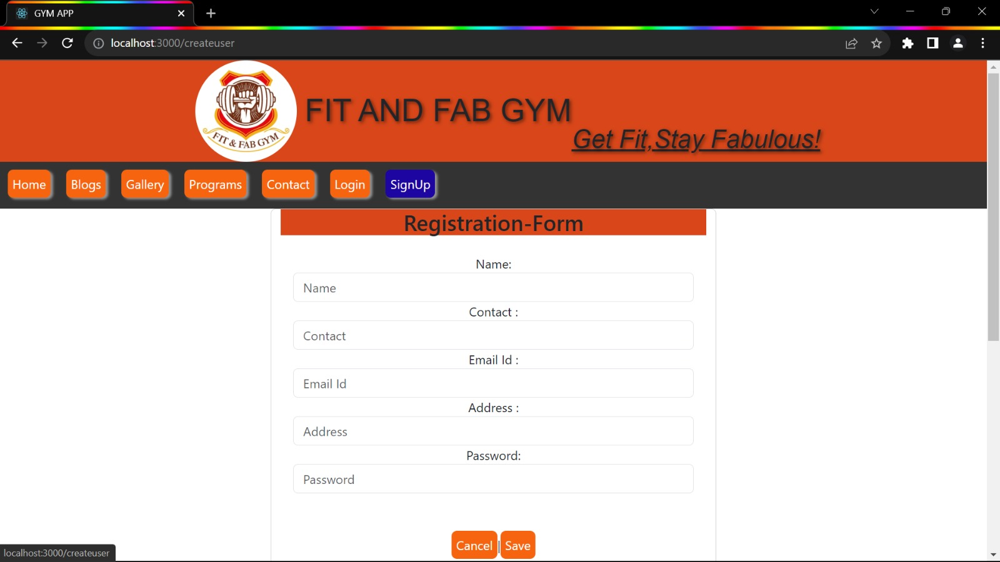 GYM APP
localhost:3000/createuser
FIT & FAB GYM
FIT AND FAB GYM
Get Fit,Stay Fabulous!
Home Blogs Gallery Programs Contact Login SignUp
Registration-Form
Name:
Name
Contact :
Contact
Email Id :
Email Id
Address :
Address
Password:
Password
Cancel | Save
localhost:3000/createuser